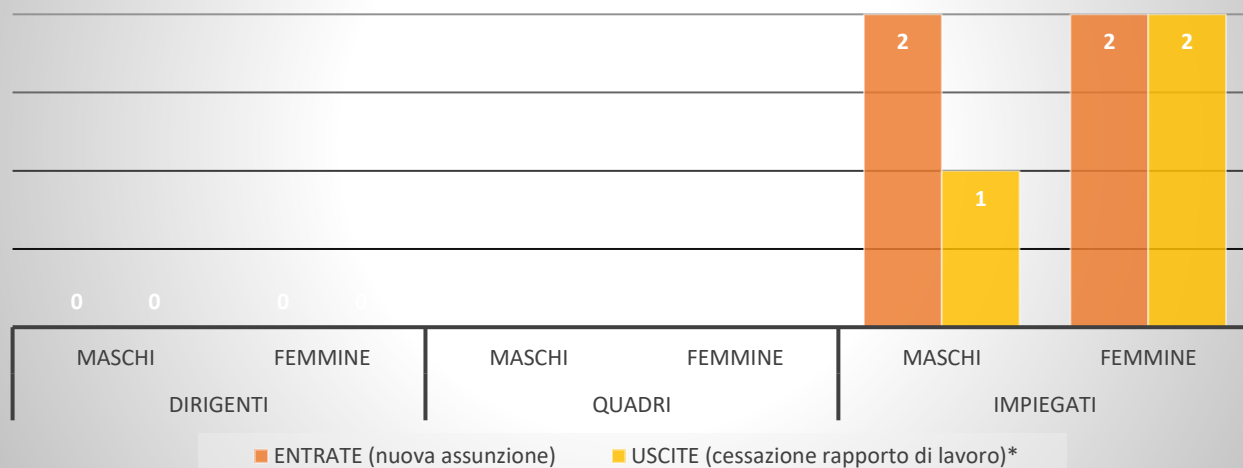 2
2 2
1
0 0 0 0
MASCHI FEMMINE MASCHI FEMMINE MASCHI FEMMINE
DIRIGENTI QUADRI IMPIEGATI
ENTRATE (nuova assunzione) USCITE (cessazione rapporto di lavoro)*